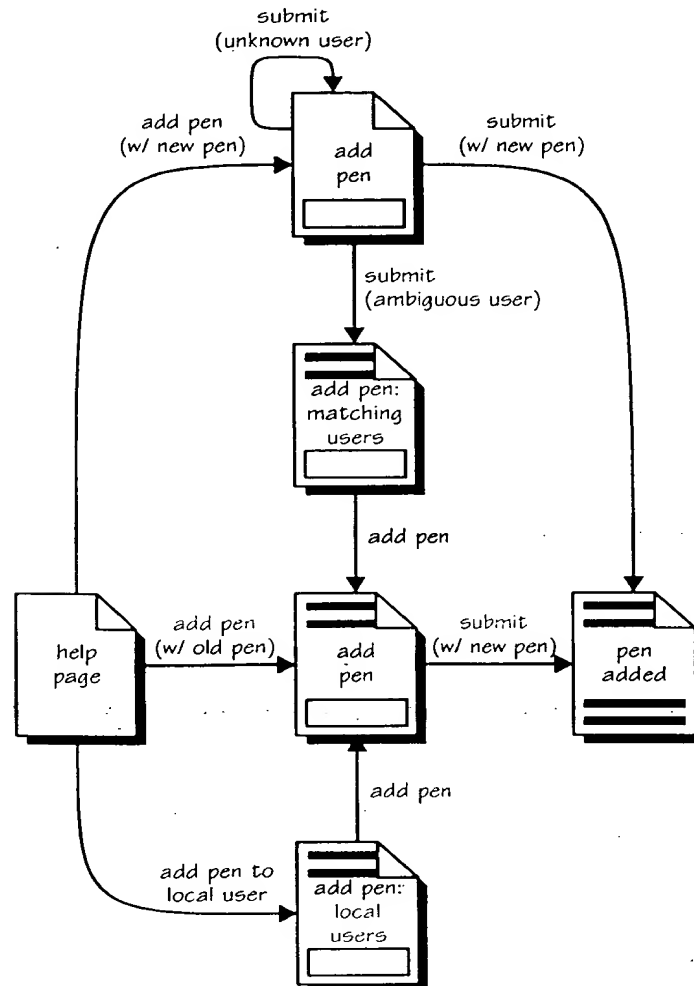 submit
(unknown user)
add pen
(w/ new pen)
add
pen
submit
(w/ new pen)
submit
(ambiguous user)
add pen:
matching
users
add pen
help
page
add pen
(w/ old pen)
add
pen
submit
(w/ new pen)
pen
added
add pen
add pen to
local user
add pen:
local
users